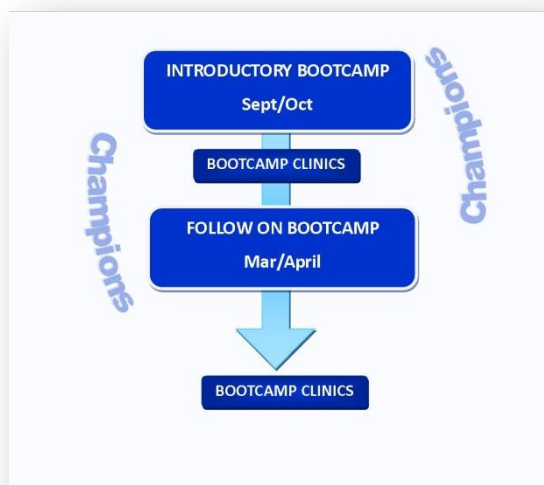 INTRODUCTORY BOOTCAMP
Sept/Oct
Champions
BOOTCAMP CLINICS
Champions
FOLLOW ON BOOTCAMP
Mar/April
BOOTCAMP CLINICS